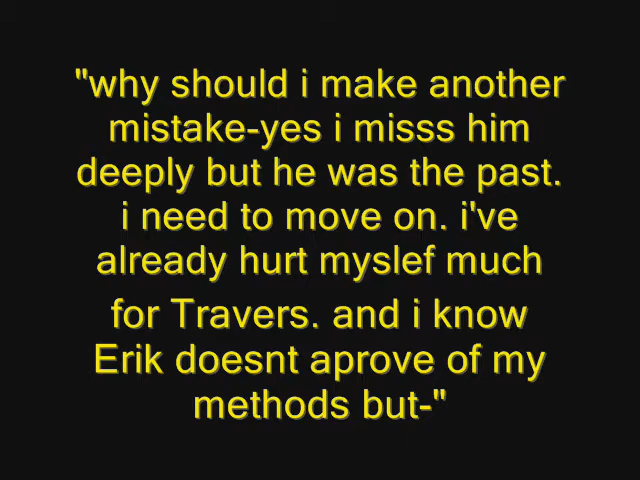 "why should i make another
mistake-yes i misss him
deeply but he was the past.
i need to move on. i've
already hurt myslef much
for Travers. and i know
Erik doesnt aprove of my
methods but-"